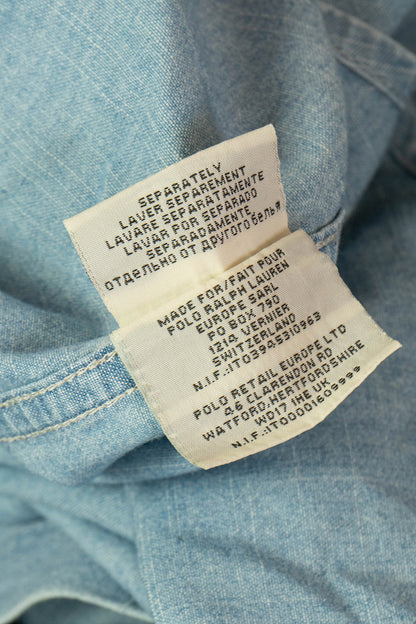 SEPARATELY
LAVER SEPAREMENT
LAVARE SEPARATAMENTE
LAVAR POR SEPARADO
SEPARADAMENTE
отдельно от другого белья
MADE FOR/FAIT POUR
POLO RALPH LAUREN
EUROPE SARL
PO BOX 790
1214 VERNIER
SWITZERLAND
N.I.F.:IT03945310963
POLO RETAIL EUROPE LTD
46 CLARENDON RD
WATFORD,HERTFORDSHIRE
WD17 1HE UK
N.I.F.:IT00001609999